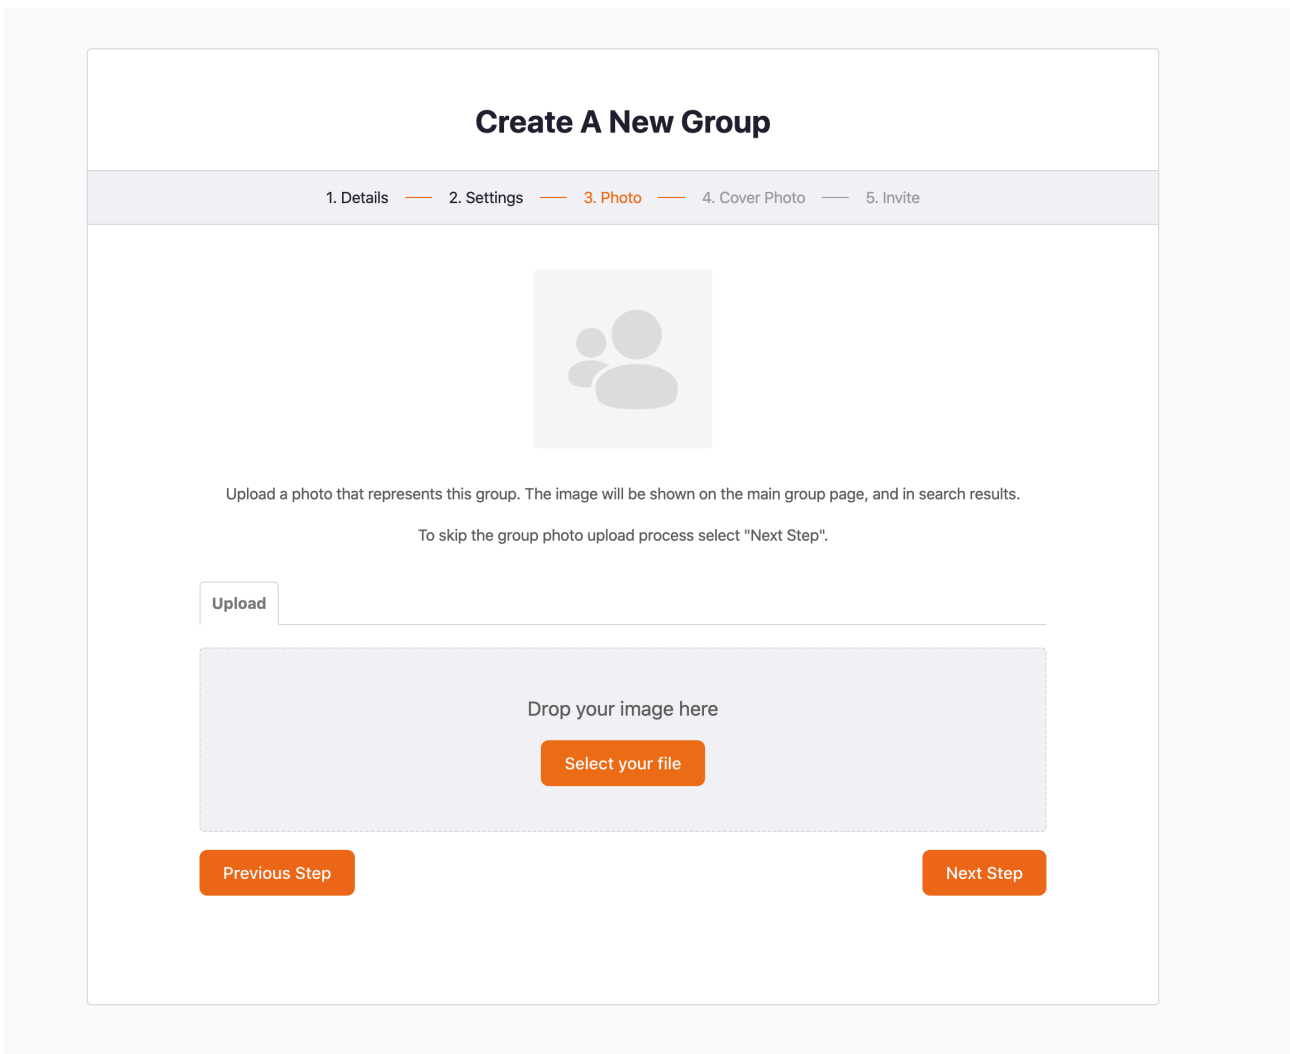 Create A New Group
1. Details 2. Settings 3. Photo 4. Cover Photo 5. Invite
Upload a photo that represents this group. The image will be shown on the main group page, and in search results.
To skip the group photo upload process select "Next Step".
Upload
Drop your image here
Select your file
Previous Step Next Step